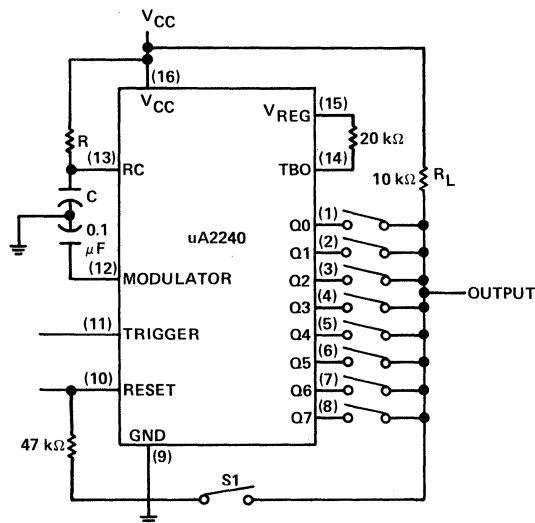 VCC
(16)
VCC
VREG
(15)
R
20 kΩ
(13)
RC
TBO
(14)
C
10 kΩ
RL
0.1
μF
uA2240
Q0
(1)
Q1
(2)
(12)
MODULATOR
Q2
(3)
OUTPUT
Q3
(4)
(11)
TRIGGER
Q4
(5)
Q5
(6)
(10)
RESET
Q6
(7)
Q7
(8)
GND
47 kΩ
(9)
S1